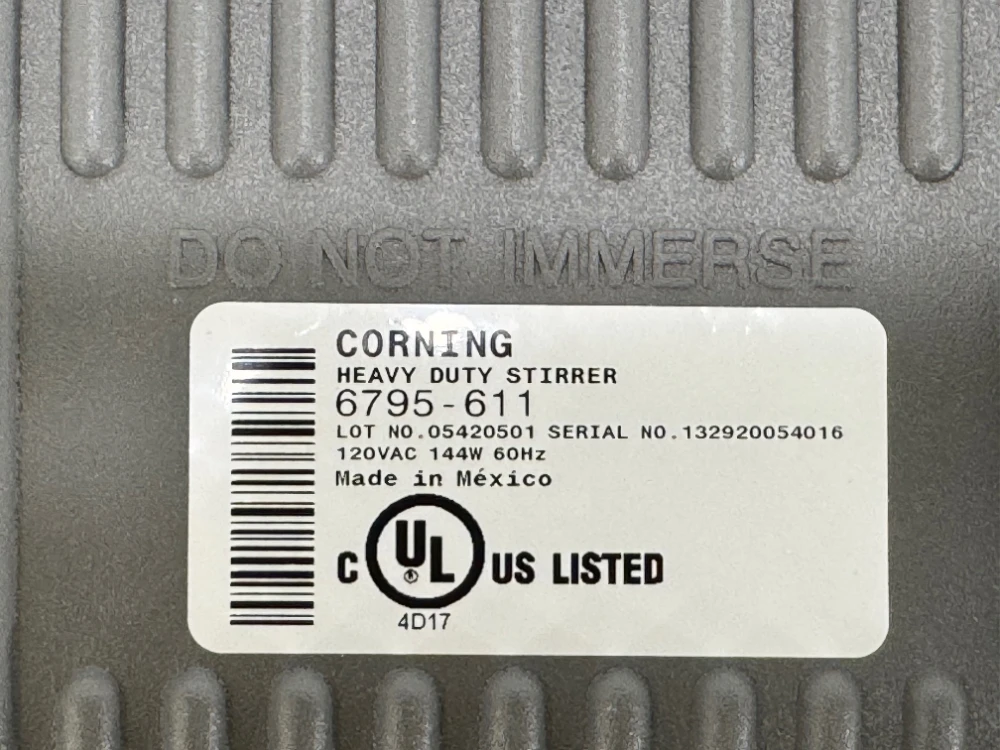 DO NOT IMMERSE
CORNING
HEAVY DUTY STIRRER
6795-611
LOT NO.05420501 SERIAL NO.132920054016
120VAC 144W 60Hz
Made in México
C UL US LISTED
4D17